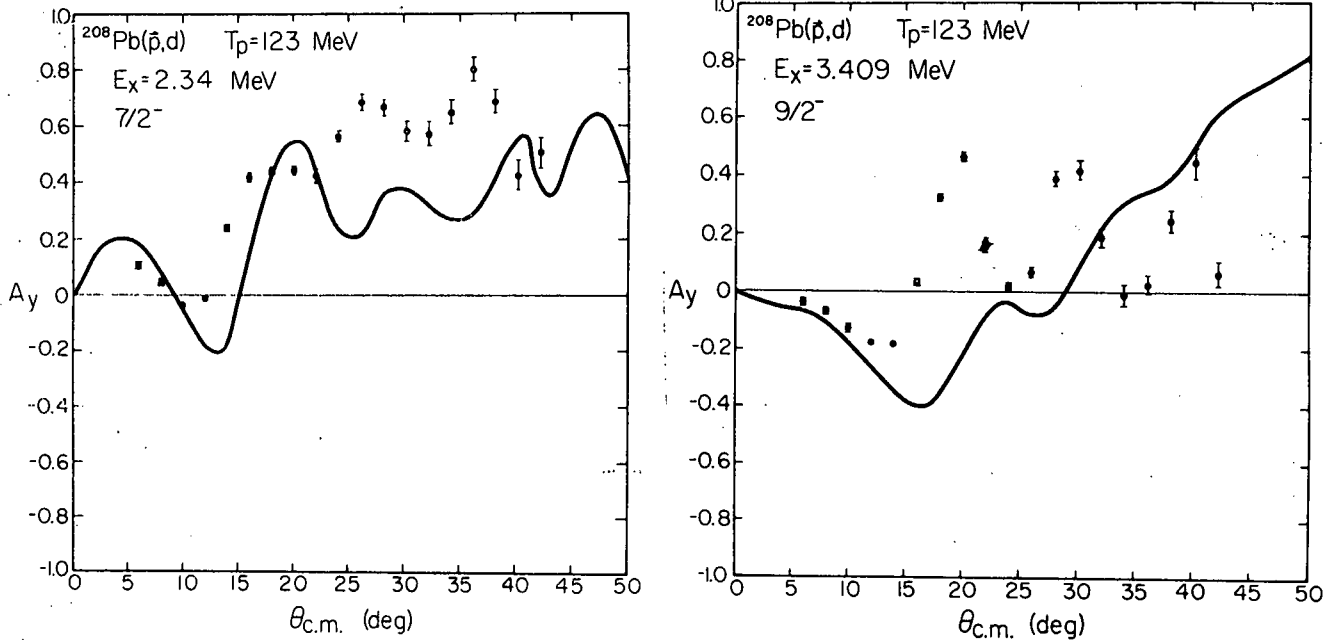 1.0
²⁰⁸Pb(p⃗,d) Tp=123 MeV
Eₓ=2.34 MeV
7/2⁻
0.8
0.6
0.4
0.2
Ay 0
-0.2
-0.4
-0.6
-0.8
-1.0
0 5 10 15 20 25 30 35 40 45 50
θc.m. (deg)
1.0
²⁰⁸Pb(p⃗,d) Tp=123 MeV
Eₓ=3.409 MeV
9/2⁻
0.8
0.6
0.4
0.2
Ay 0
-0.2
-0.4
-0.6
-0.8
-1.0
0 5 10 15 20 25 30 35 40 45 50
θc.m. (deg)